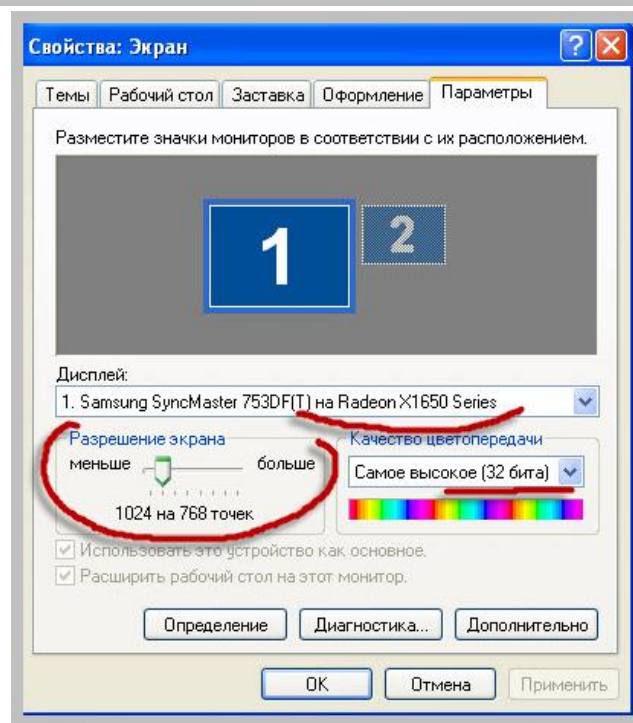 Свойства: Экран
Темы Рабочий стол Заставка Оформление Параметры
Разместите значки мониторов в соответствии с их расположением.
1 2
Дисплей:
1. Samsung SyncMaster 753DF(T) на Radeon X1650 Series
Разрешение экрана
меньше больше
1024 на 768 точек
Качество цветопередачи
Самое высокое (32 бита)
Использовать это устройство как основное.
Расширить рабочий стол на этот монитор.
Определение Диагностика... Дополнительно
OK Отмена Применить